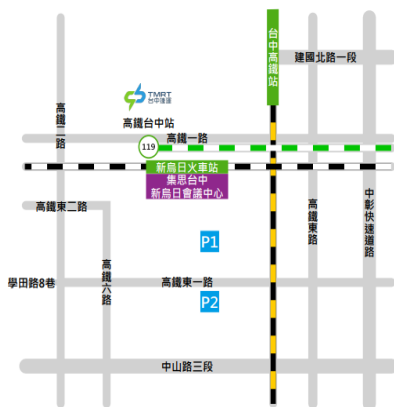 台中高鐵站
建國北路一段
TMRT
台中捷運
高鐵二路
高鐵台中站
高鐵一路
119
新烏日火車站
集思台中
新烏日會議中心
中彰快速道路
高鐵東路
高鐵東二路
P1
高鐵六路
學田路8巷
高鐵東一路
P2
中山路三段